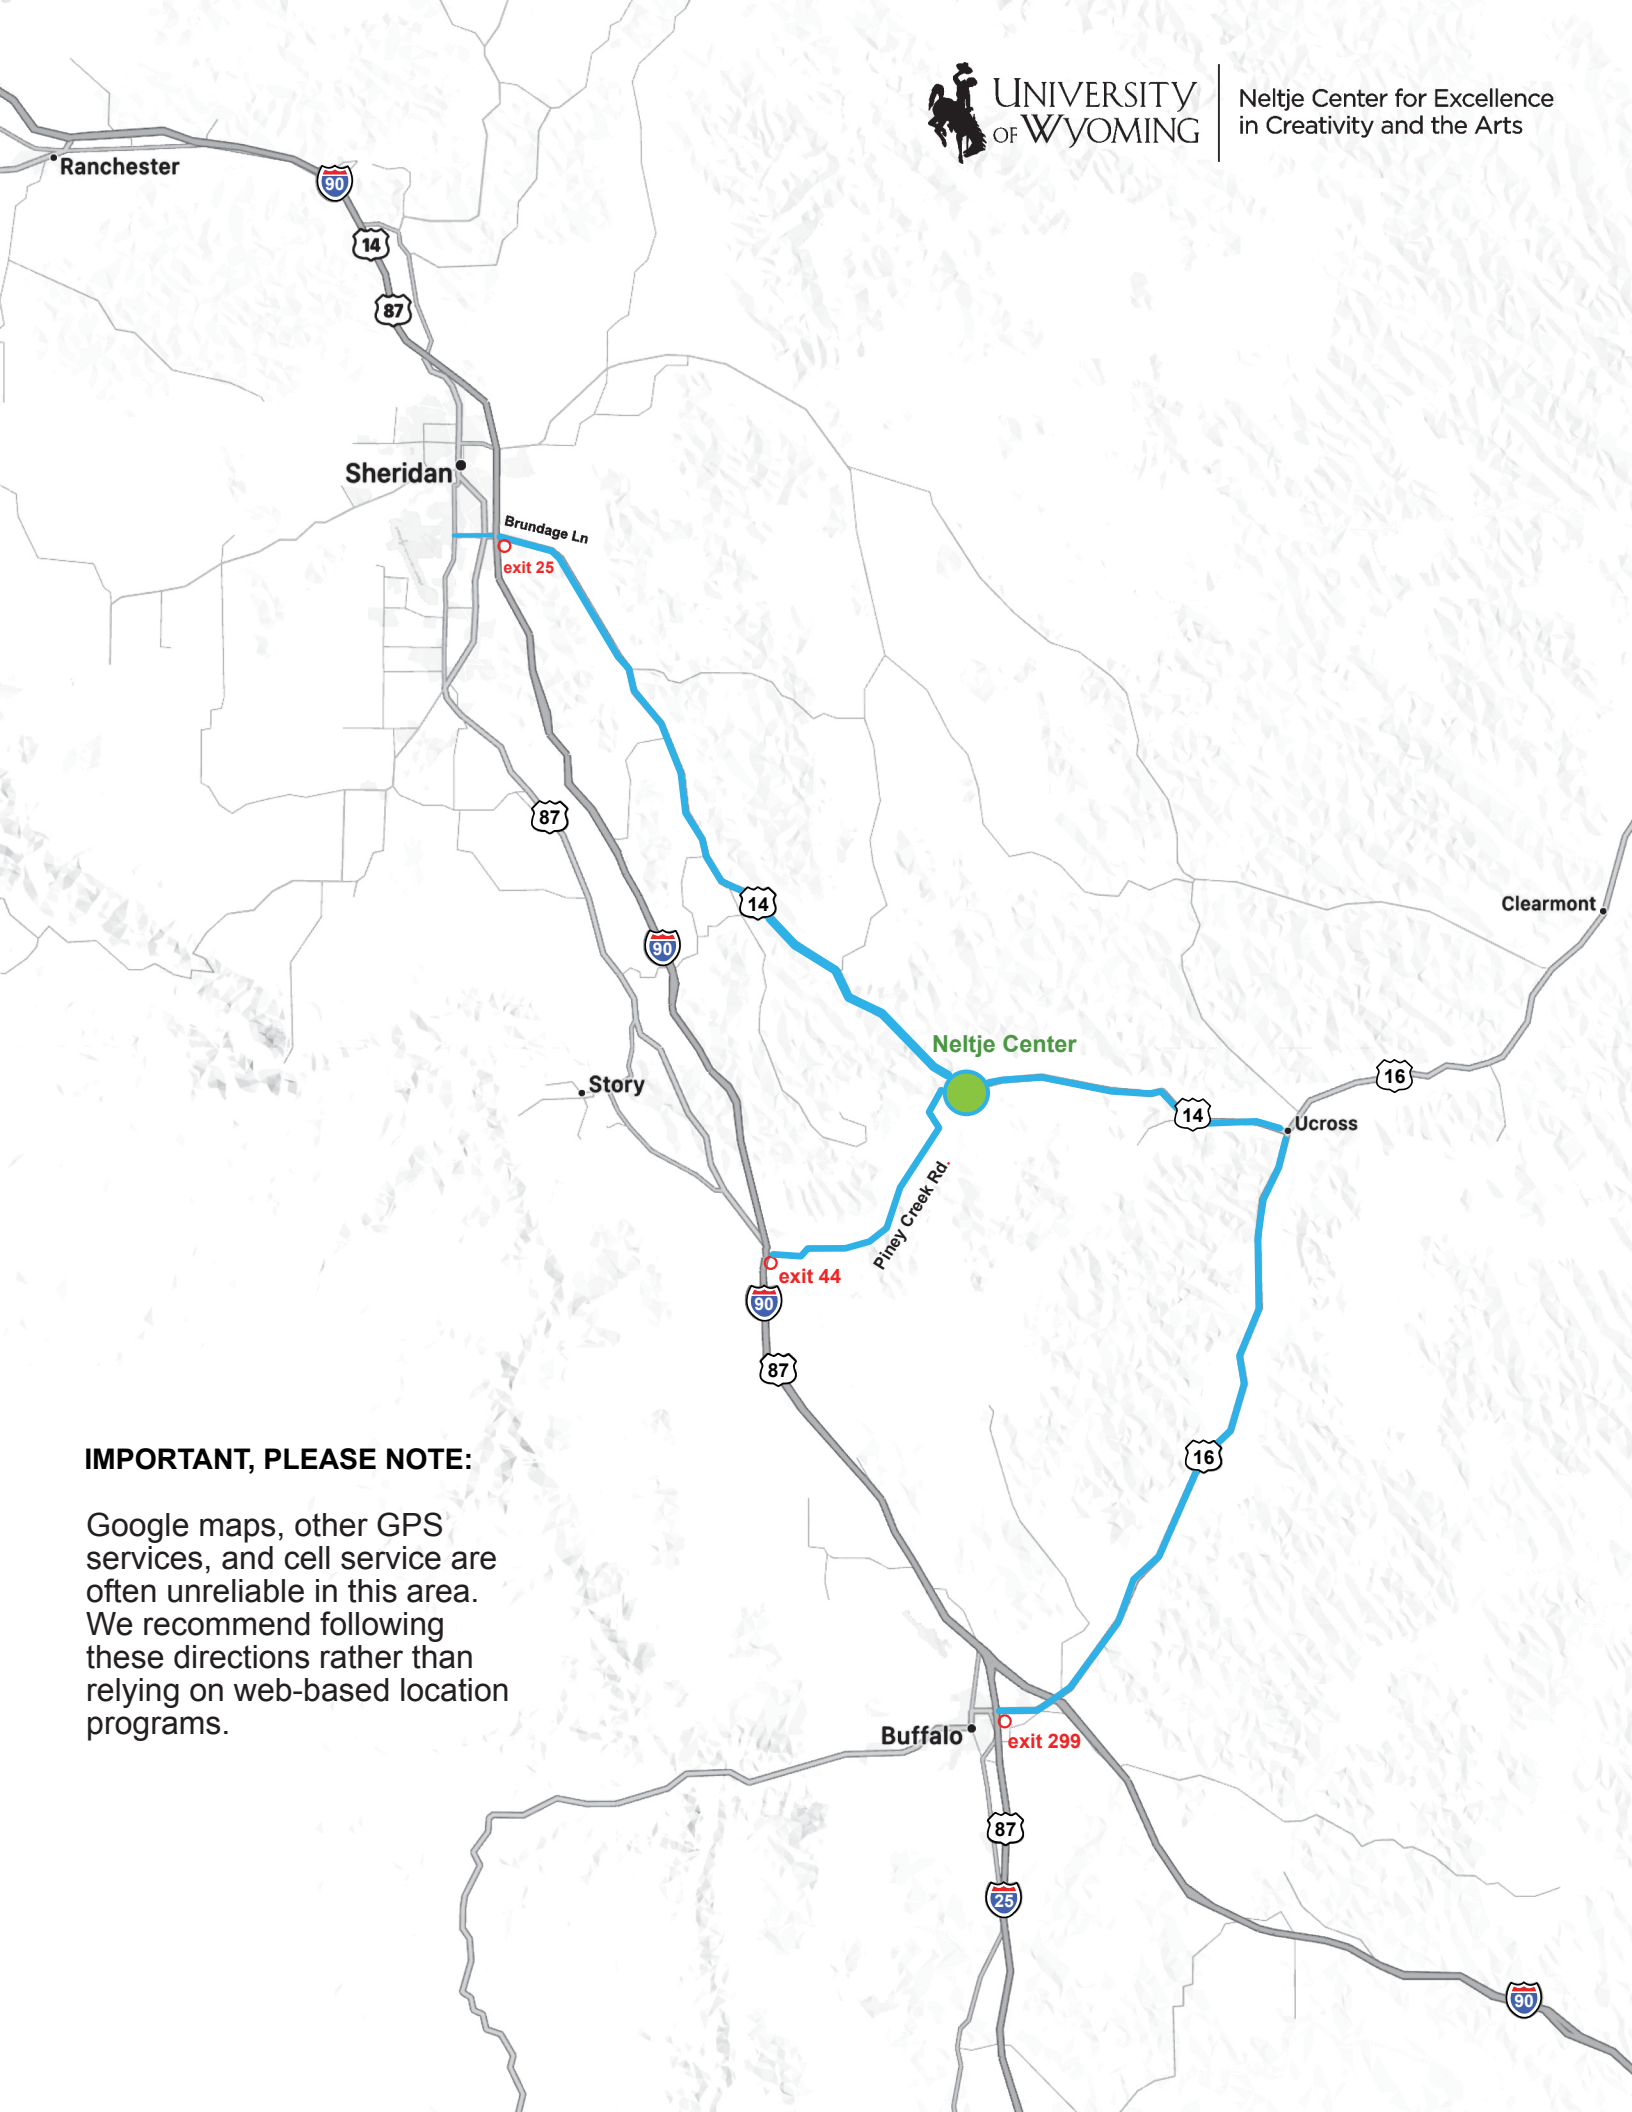 UNIVERSITY
OF WYOMING
Neltje Center for Excellence
in Creativity and the Arts
Ranchester
90
14
87
Sheridan
Brundage Ln
exit 25
87
14
90
Clearmont
Neltje Center
16
Story
14
Ucross
Piney Creek Rd.
exit 44
90
87
16
IMPORTANT, PLEASE NOTE:
Google maps, other GPS
services, and cell service are
often unreliable in this area.
We recommend following
these directions rather than
relying on web-based location
programs.
Buffalo
exit 299
87
25
90